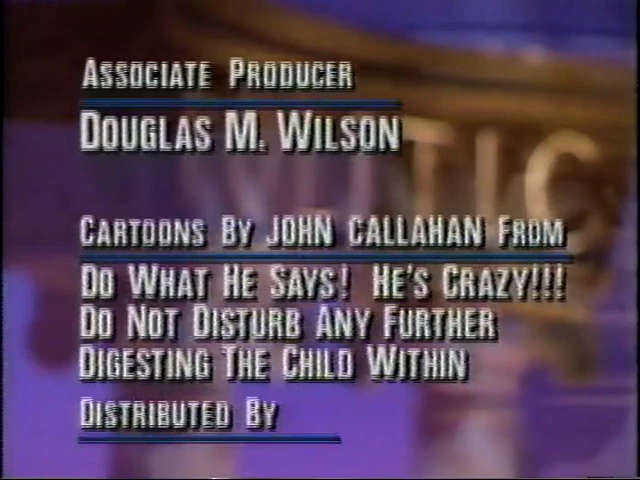 ASSOCIATE PRODUCER
DOUGLAS M. WILSON
CARTOONS BY JOHN CALLAHAN FROM
DO WHAT HE SAYS! HE'S CRAZY!!!
DO NOT DISTURB ANY FURTHER
DIGESTING THE CHILD WITHIN
DISTRIBUTED BY